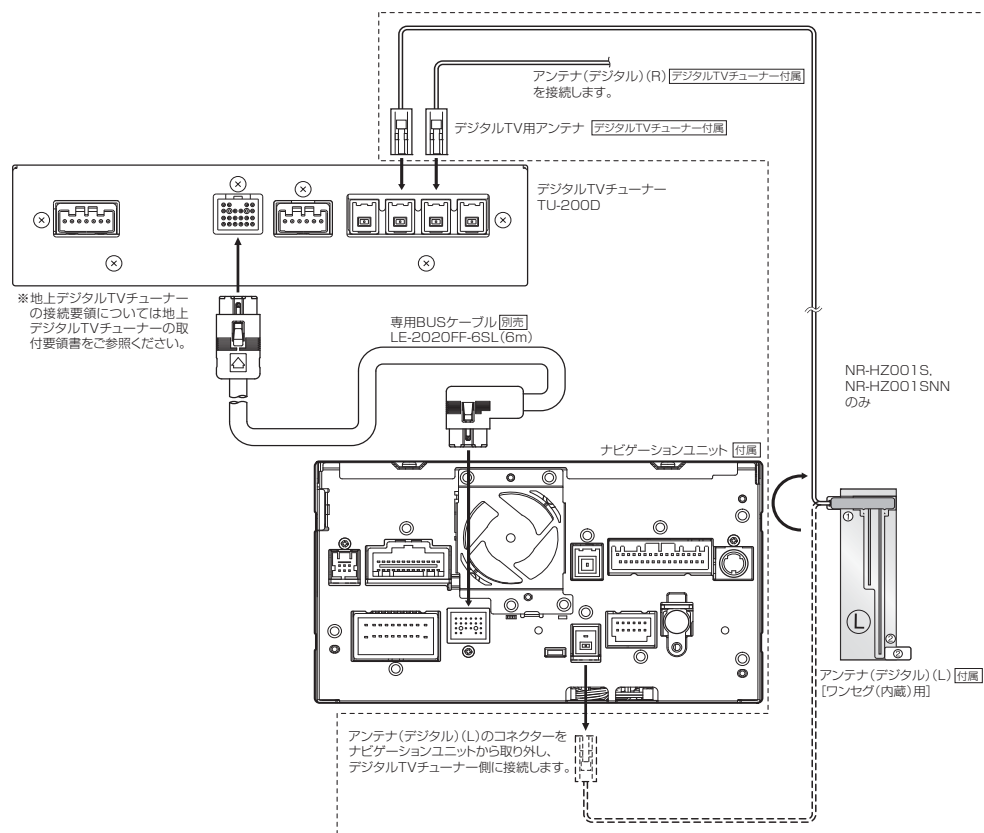 アンテナ(デジタル)(R) デジタルTVチューナー付属
を接続します。
デジタルTV用アンテナ デジタルTVチューナー付属
デジタルTVチューナー
TU-200D
※地上デジタルTVチューナー
の接続要領については地上
デジタルTVチューナーの取
付要領書をご参照ください。
専用BUSケーブル 別売
LE-2020FF-6SL(6m)
NR-HZ001S、
NR-HZ001SNN
のみ
ナビゲーションユニット 付属
①
L
②
②
アンテナ(デジタル)(L) 付属
[ワンセグ(内蔵)用]
アンテナ(デジタル)(L)のコネクターを
ナビゲーションユニットから取り外し、
デジタルTVチューナー側に接続します。